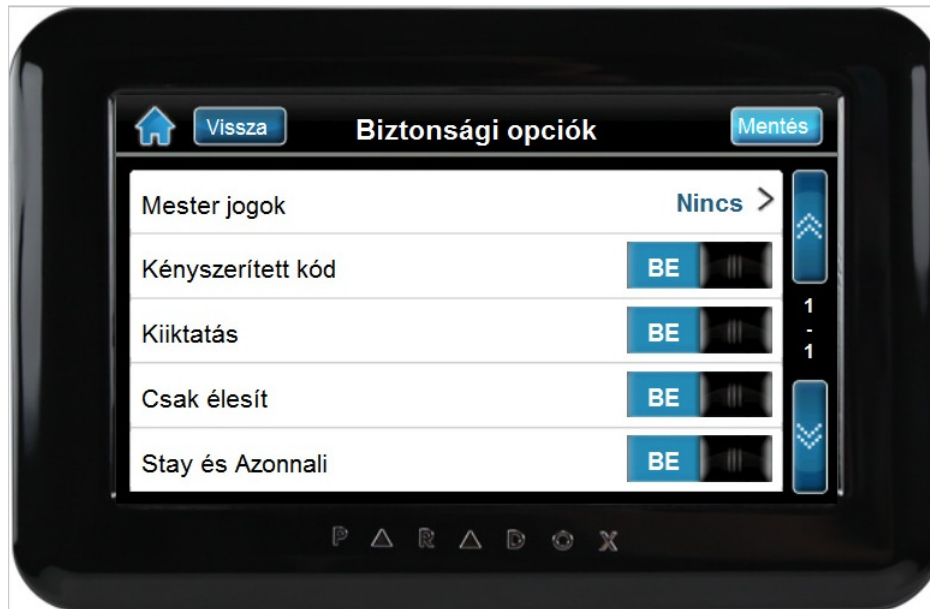 Vissza
Biztonsági opciók
Mentés
Mester jogok
Nincs >
Kényszerített kód
BE
Kiiktatás
BE
Csak élesít
BE
Stay és Azonnali
BE
1
-
1
PARADOX